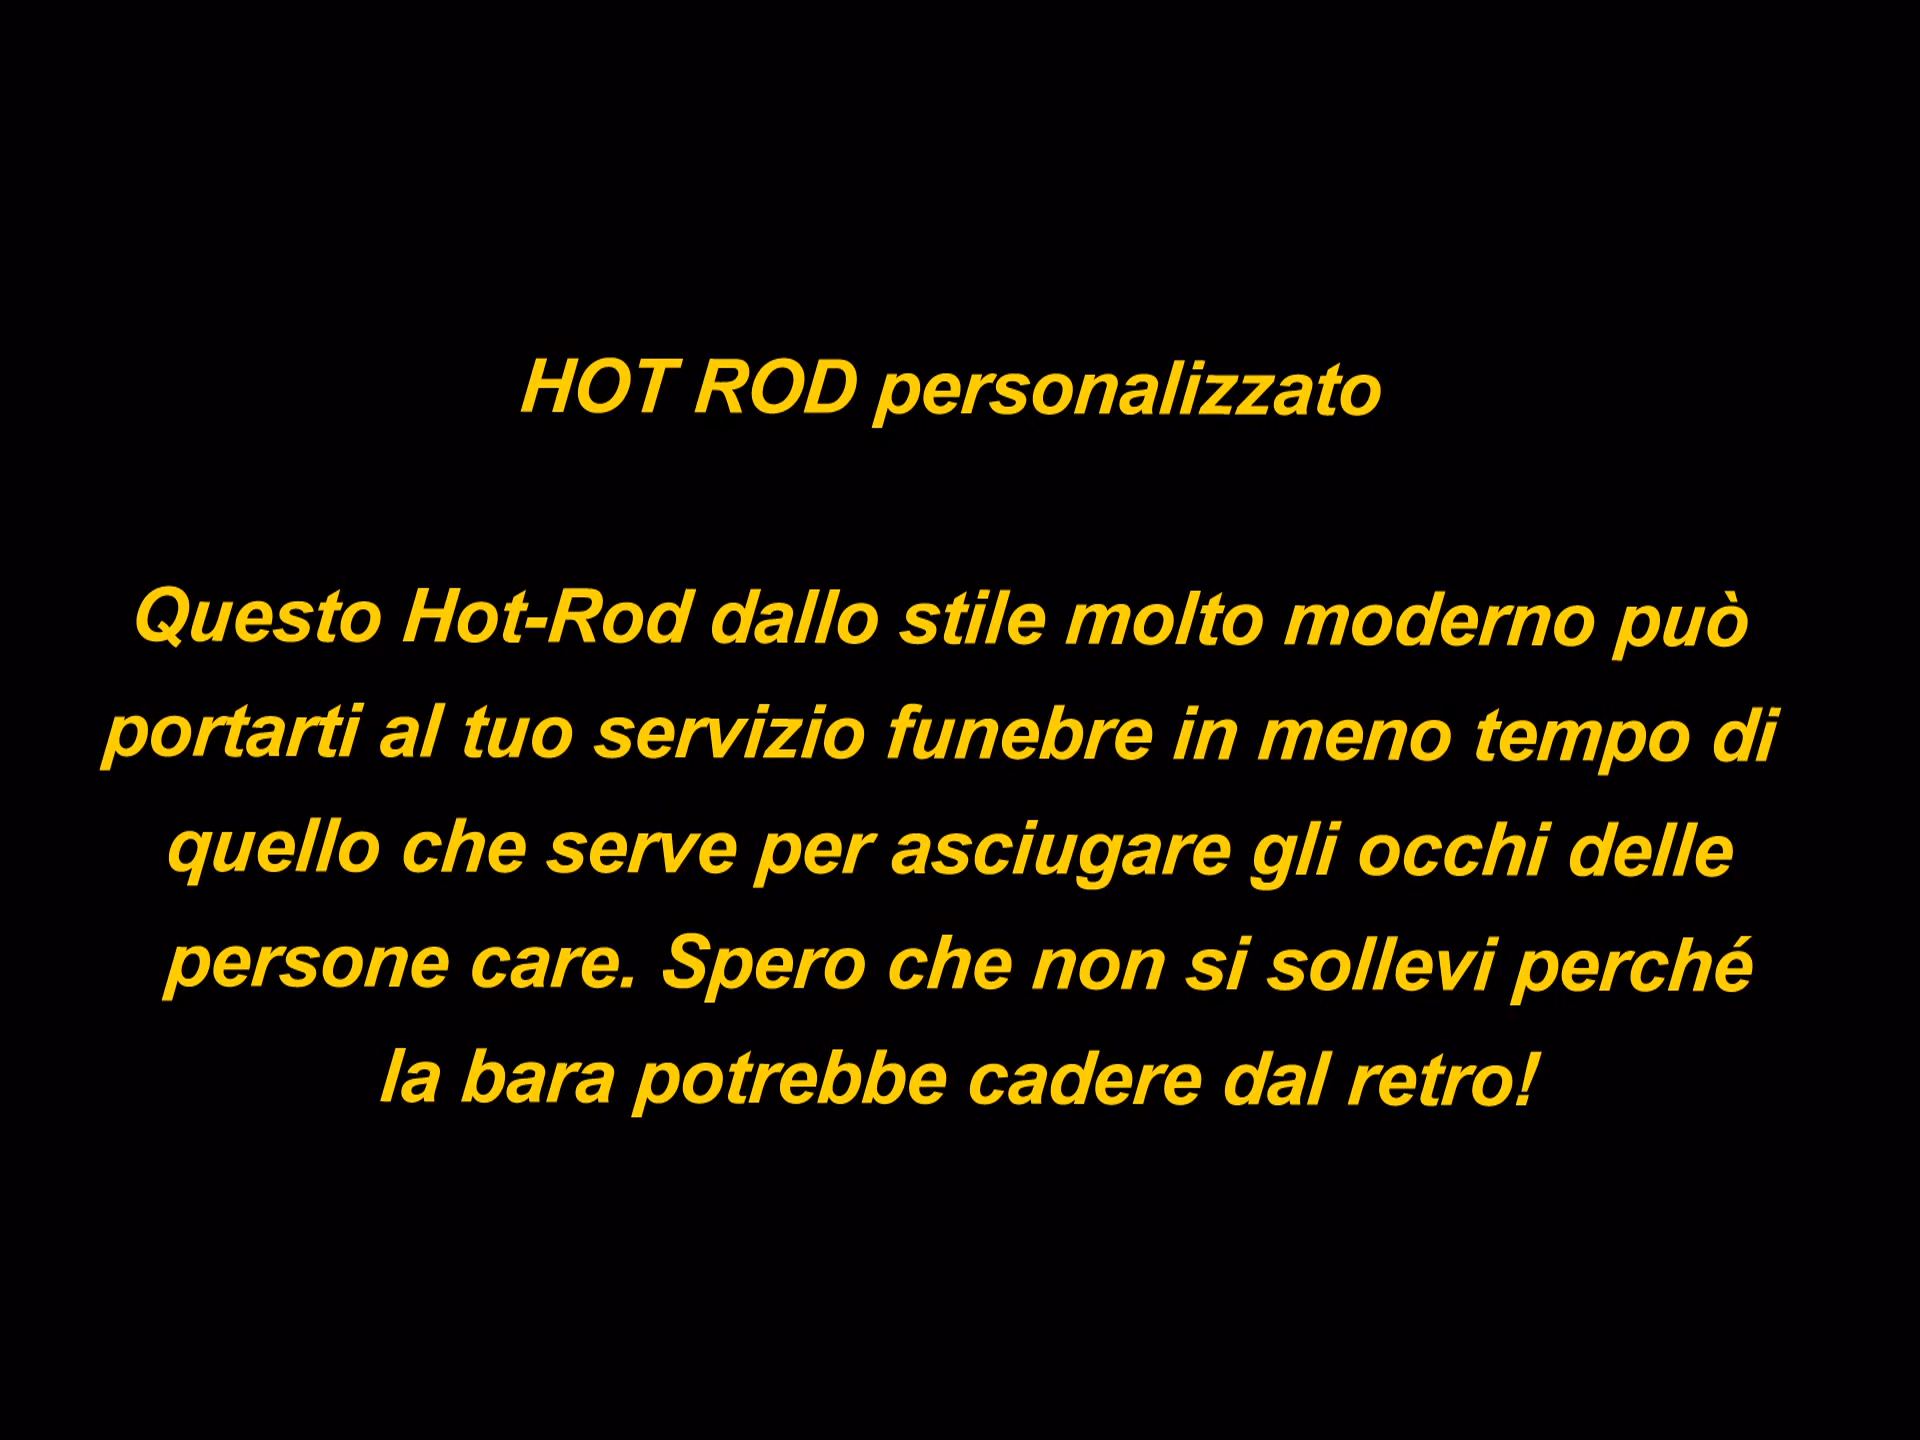 HOT ROD personalizzato
Questo Hot-Rod dallo stile molto moderno può
portarti al tuo servizio funebre in meno tempo di
quello che serve per asciugare gli occhi delle
persone care. Spero che non si sollevi perché
la bara potrebbe cadere dal retro!